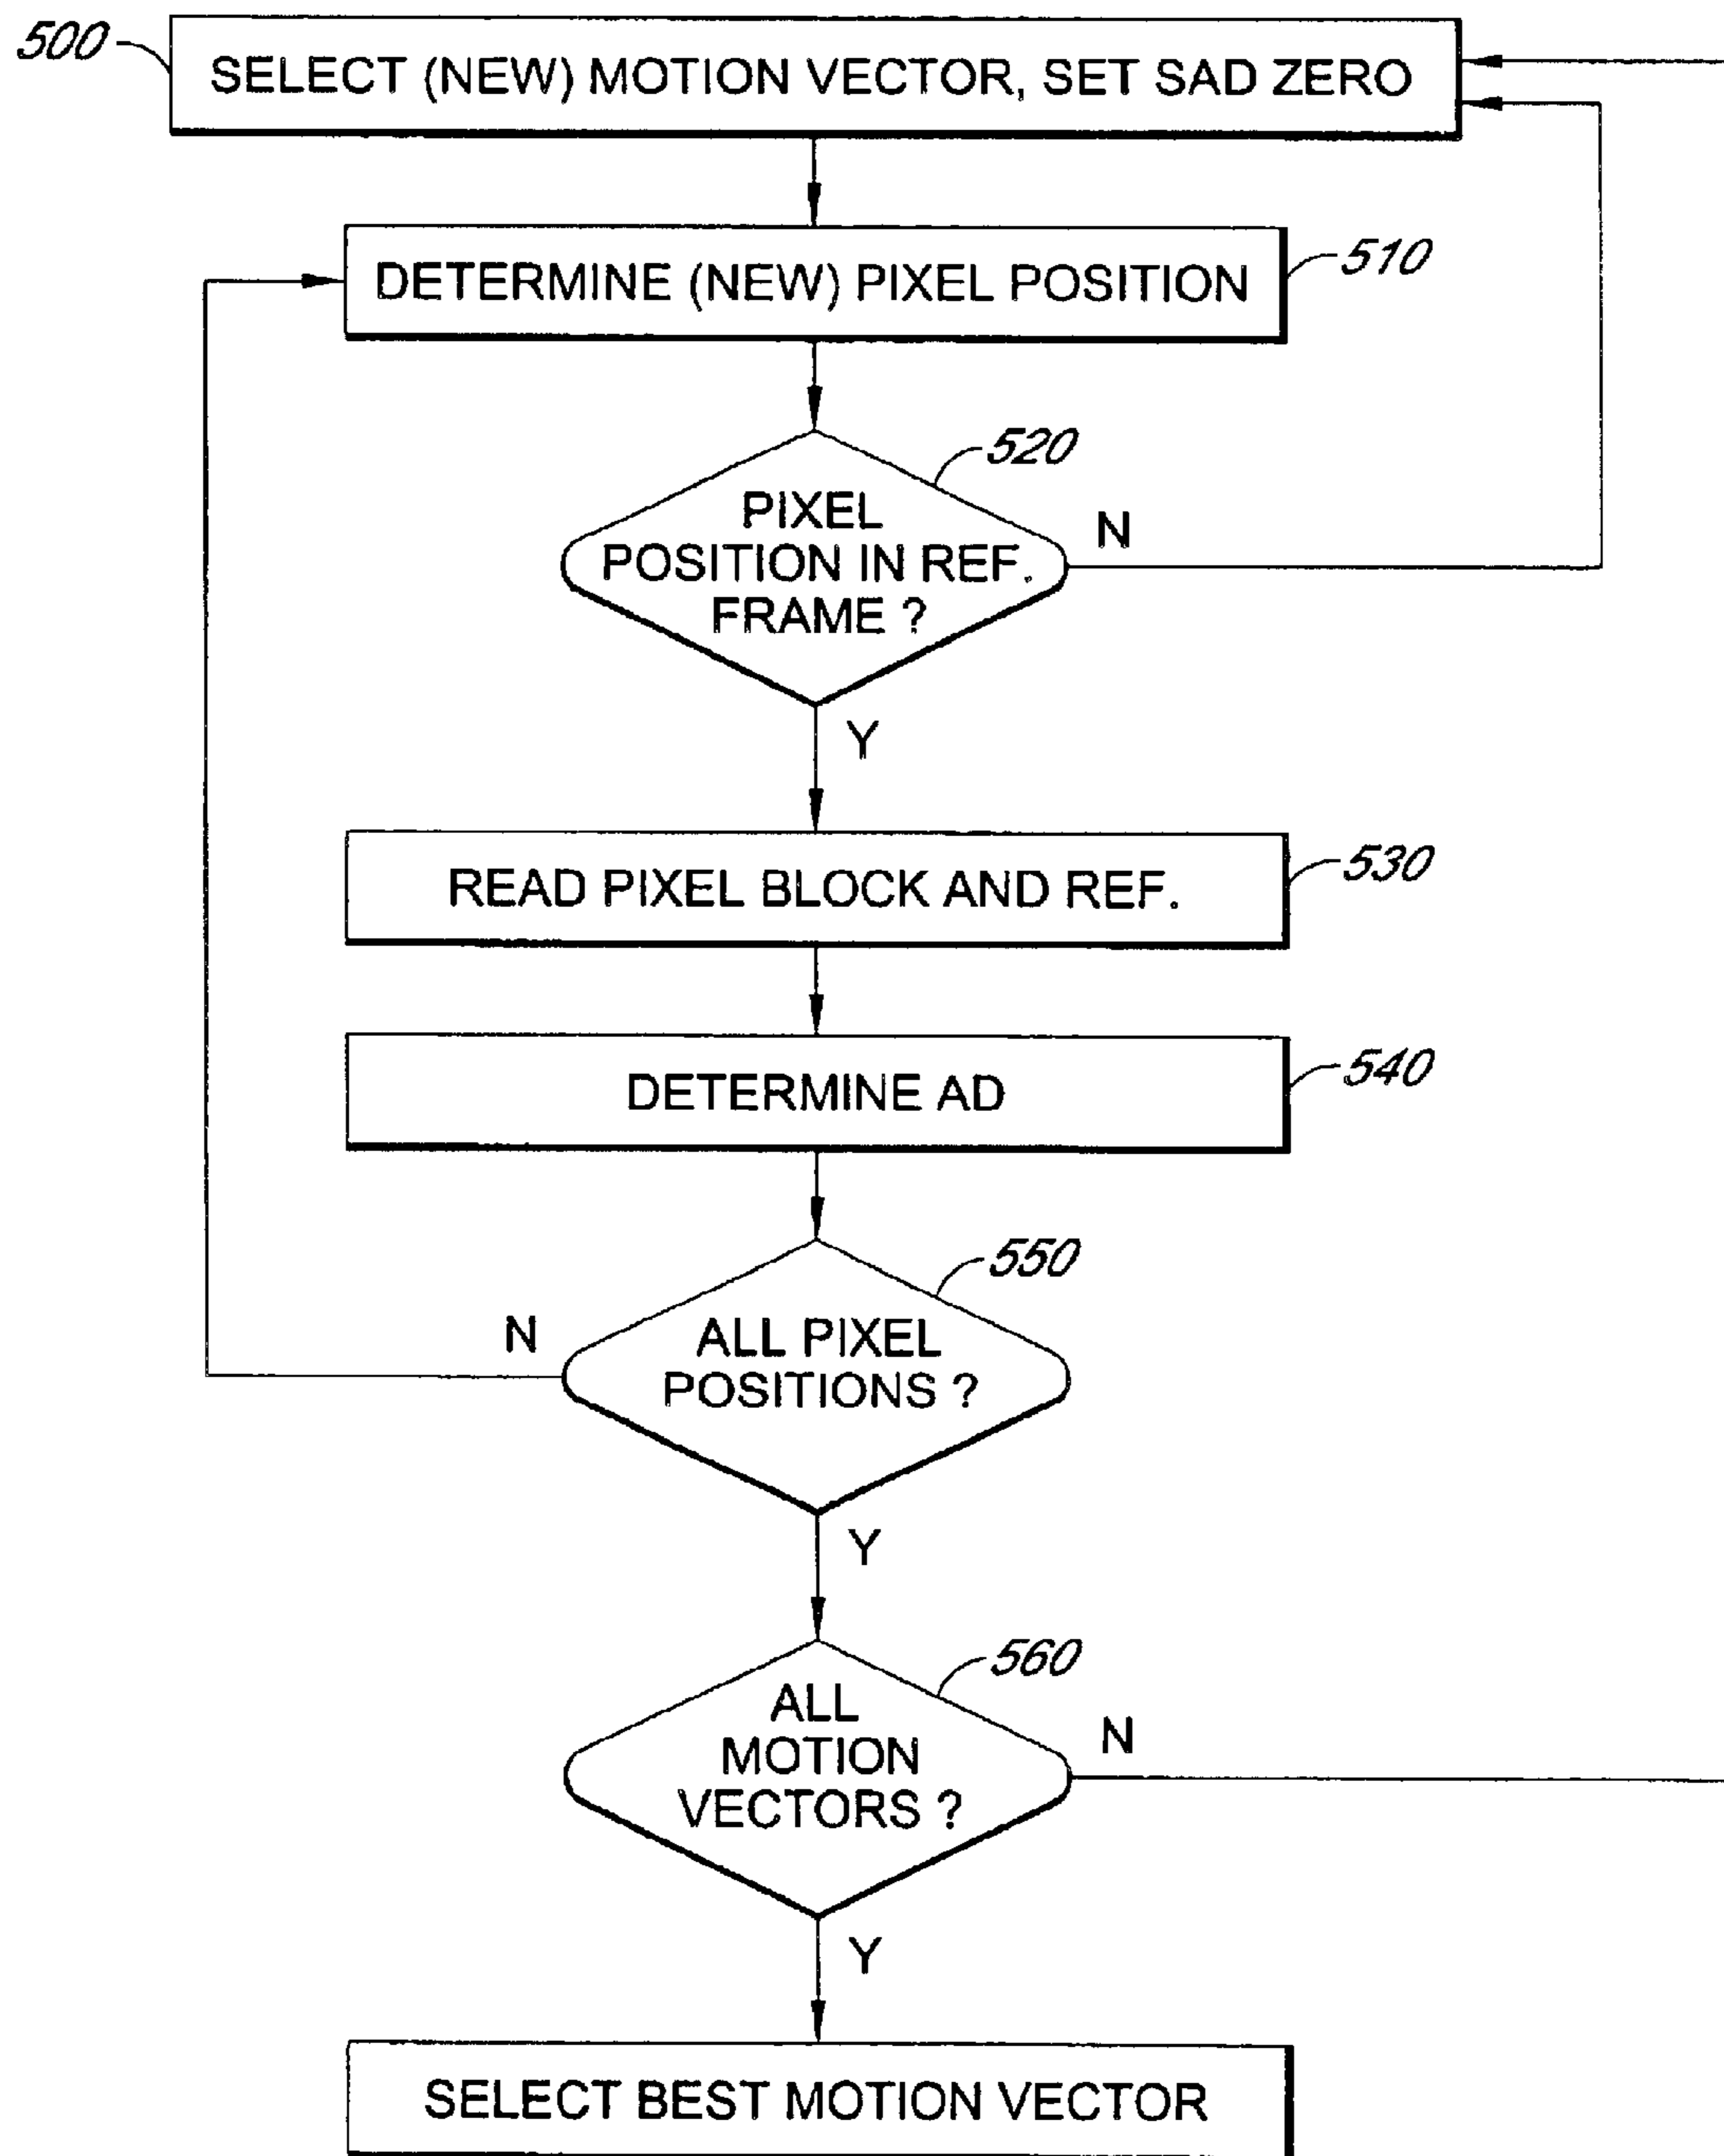 500
SELECT (NEW) MOTION VECTOR, SET SAD ZERO
DETERMINE (NEW) PIXEL POSITION
510
520
PIXEL
POSITION IN REF.
FRAME ?
N
Y
READ PIXEL BLOCK AND REF.
530
DETERMINE AD
540
550
ALL PIXEL
POSITIONS ?
N
Y
560
ALL
MOTION
VECTORS ?
N
Y
SELECT BEST MOTION VECTOR